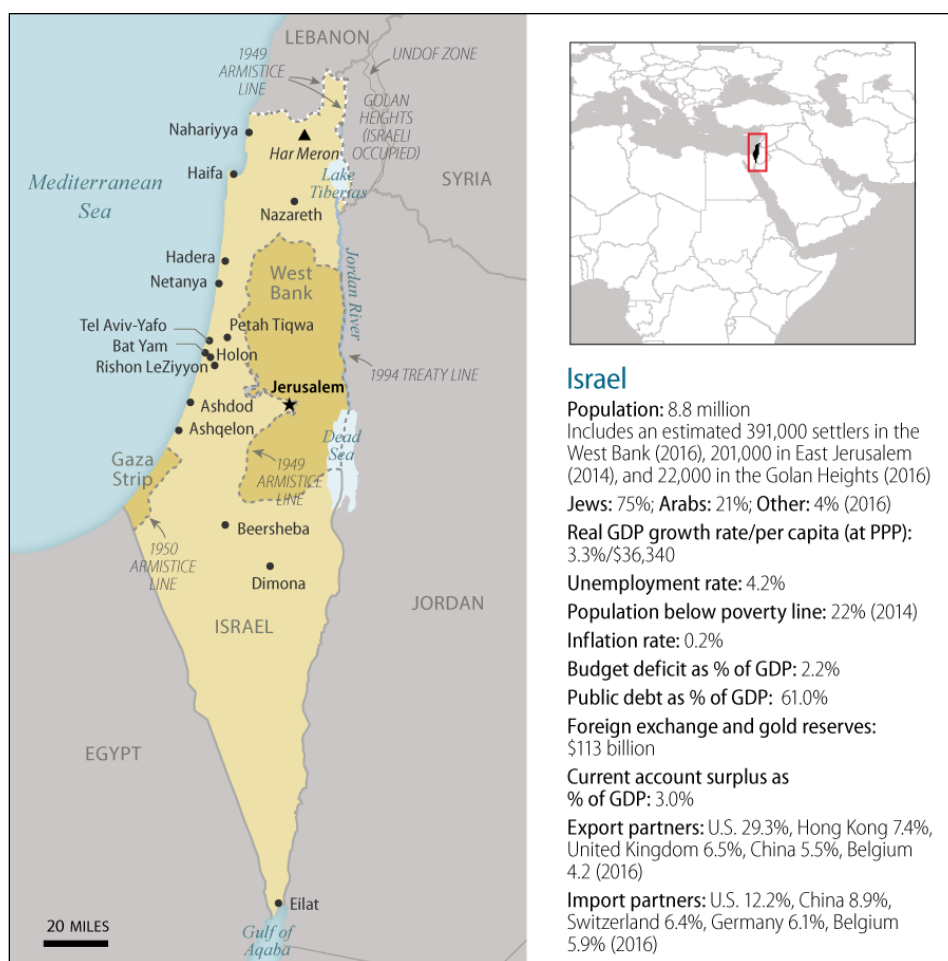 LEBANON
UNDOF ZONE
1949
ARMISTICE
LINE
GOLAN
HEIGHTS
(ISRAELI
OCCUPIED)
Nahariyya
Har Meron
Haifa
Lake
Tiberias
SYRIA
Mediterranean
Sea
Nazareth
Hadera
West
Bank
Jordan River
Netanya
Tel Aviv-Yafo
Petah Tiqwa
Bat Yam
Holon
Rishon LeZiyyon
1994 TREATY LINE
Jerusalem
Ashdod
Ashqelon
Dead
Sea
Gaza
Strip
1949
ARMISTICE
LINE
Beersheba
1950
ARMISTICE
LINE
Dimona
JORDAN
ISRAEL
EGYPT
Eilat
20 MILES
Gulf of
Aqaba
Israel
Population: 8.8 million
Includes an estimated 391,000 settlers in the
West Bank (2016), 201,000 in East Jerusalem
(2014), and 22,000 in the Golan Heights (2016)
Jews: 75%; Arabs: 21%; Other: 4% (2016)
Real GDP growth rate/per capita (at PPP):
3.3%/$36,340
Unemployment rate: 4.2%
Population below poverty line: 22% (2014)
Inflation rate: 0.2%
Budget deficit as % of GDP: 2.2%
Public debt as % of GDP: 61.0%
Foreign exchange and gold reserves:
$113 billion
Current account surplus as
% of GDP: 3.0%
Export partners: U.S. 29.3%, Hong Kong 7.4%,
United Kingdom 6.5%, China 5.5%, Belgium
4.2 (2016)
Import partners: U.S. 12.2%, China 8.9%,
Switzerland 6.4%, Germany 6.1%, Belgium
5.9% (2016)